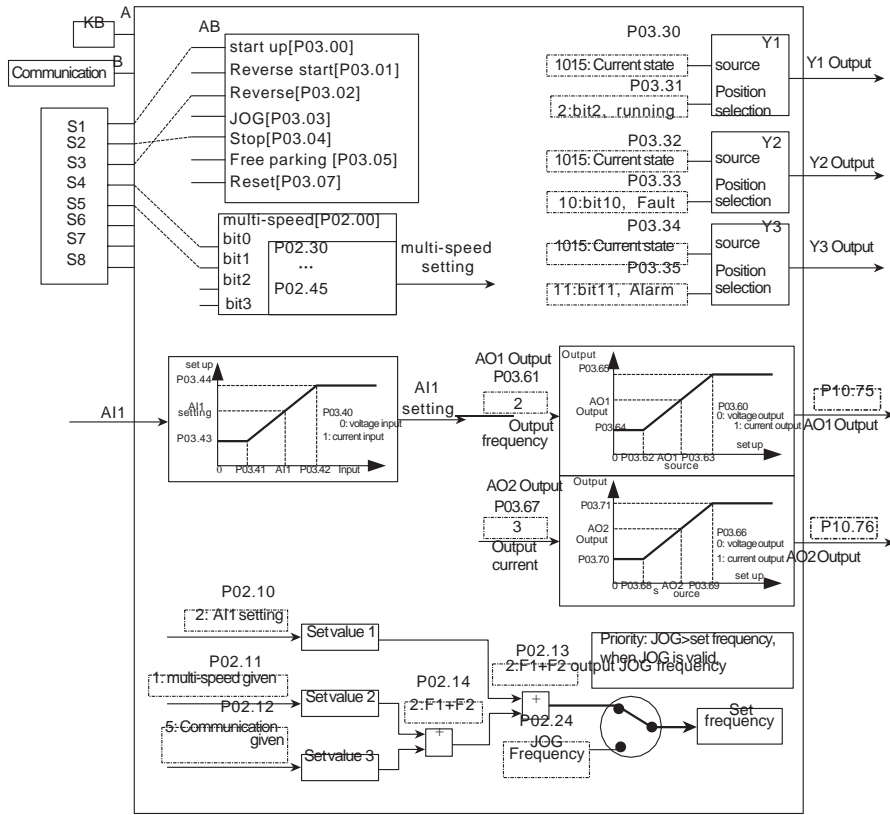 KB
A
B
Communication
S1
S2
S3
S4
S5
S6
S7
S8
AB
start up[P03.00]
Reverse start[P03.01]
Reverse[P03.02]
JOG[P03.03]
Stop[P03.04]
Free parking [P03.05]
Reset[P03.07]
multi-speed[P02.00]
bit0
bit1
bit2
bit3
P02.30
...
P02.45
multi-speed
setting
P03.30
1015: Current state
P03.31
2:bit2, running
Y1
source
Position
selection
Y1 Output
P03.32
1015: Current state
P03.33
10:bit10, Fault
Y2
source
Position
selection
Y2 Output
P03.34
1015: Current state
P03.35
11:bit11, Alarm
Y3
source
Position
selection
Y3 Output
AI1
set up
P03.44
AI1
setting
P03.43
P03.40
0: voltage input
1: current input
0 P03.41 AI1 P03.42 Input
AI1
setting
AO1 Output
P03.61
2
Output
frequency
Output
P03.65
AO1
Output
P03.64
P03.60
0: voltage output
1: current output
set up
0 P03.62 AO1 P03.63
source
P10.75
AO1 Output
AO2 Output
P03.67
3
Output
current
Output
P03.71
AO2
Output
P03.70
P03.66
0: voltage output
1: current output
set up
0 P03.68 AO2 P03.69
s ource
P10.76
AO2 Output
P02.10
2: AI1 setting
Set value 1
P02.11
1: multi-speed given
Set value 2
P02.12
5: Communication
given
Set value 3
P02.14
2:F1+F2
+
P02.13
2:F1+F2
+
Priority: JOG>set frequency,
when JOG is valid,
output JOG frequency
P02.24
JOG
Frequency
Set
frequency